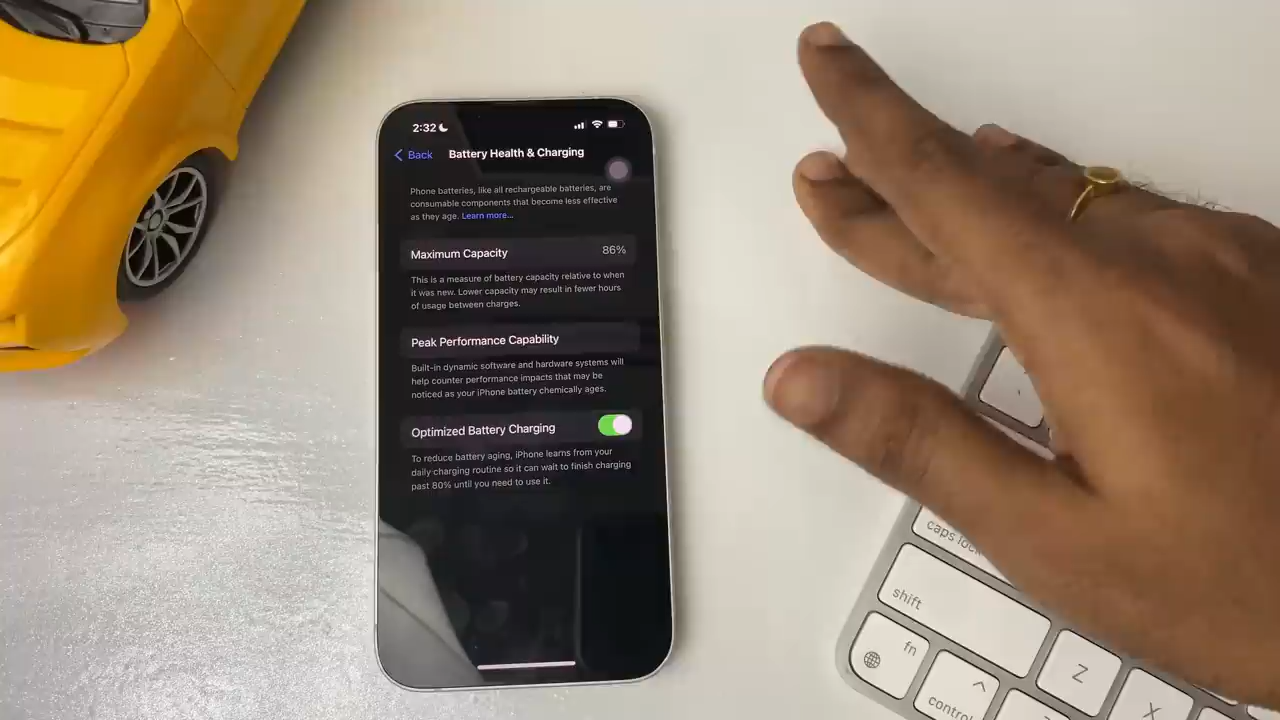 2:32
Back
Battery Health & Charging
Phone batteries, like all rechargeable batteries, are
consumable components that become less effective
as they age. Learn more...
Maximum Capacity 86%
This is a measure of battery capacity relative to when
it was new. Lower capacity may result in fewer hours
of usage between charges.
Peak Performance Capability
Built-in dynamic software and hardware systems will
help counter performance impacts that may be
noticed as your iPhone battery chemically ages.
Optimized Battery Charging
To reduce battery aging, iPhone learns from your
daily charging routine so it can wait to finish charging
past 80% until you need to use it.
caps lock
shift
fn
Z
control
X